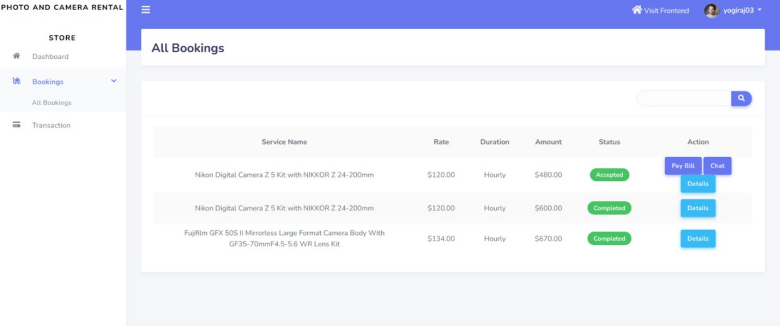 PHOTO AND CAMERA RENTAL
Visit Frontend
yogiraj03
STORE
Dashboard
Bookings
All Bookings
Transaction
All Bookings
Service Name Rate Duration Amount Status Action
Nikon Digital Camera Z 5 Kit with NIKKOR Z 24-200mm $120.00 Hourly $480.00 Accepted Pay Bill Chat
Details
Nikon Digital Camera Z 5 Kit with NIKKOR Z 24-200mm $120.00 Hourly $600.00 Completed Details
Fujifilm GFX 50S II Mirrorless Large Format Camera Body With
GF35-70mmF4.5-5.6 WR Lens Kit $134.00 Hourly $670.00 Completed Details